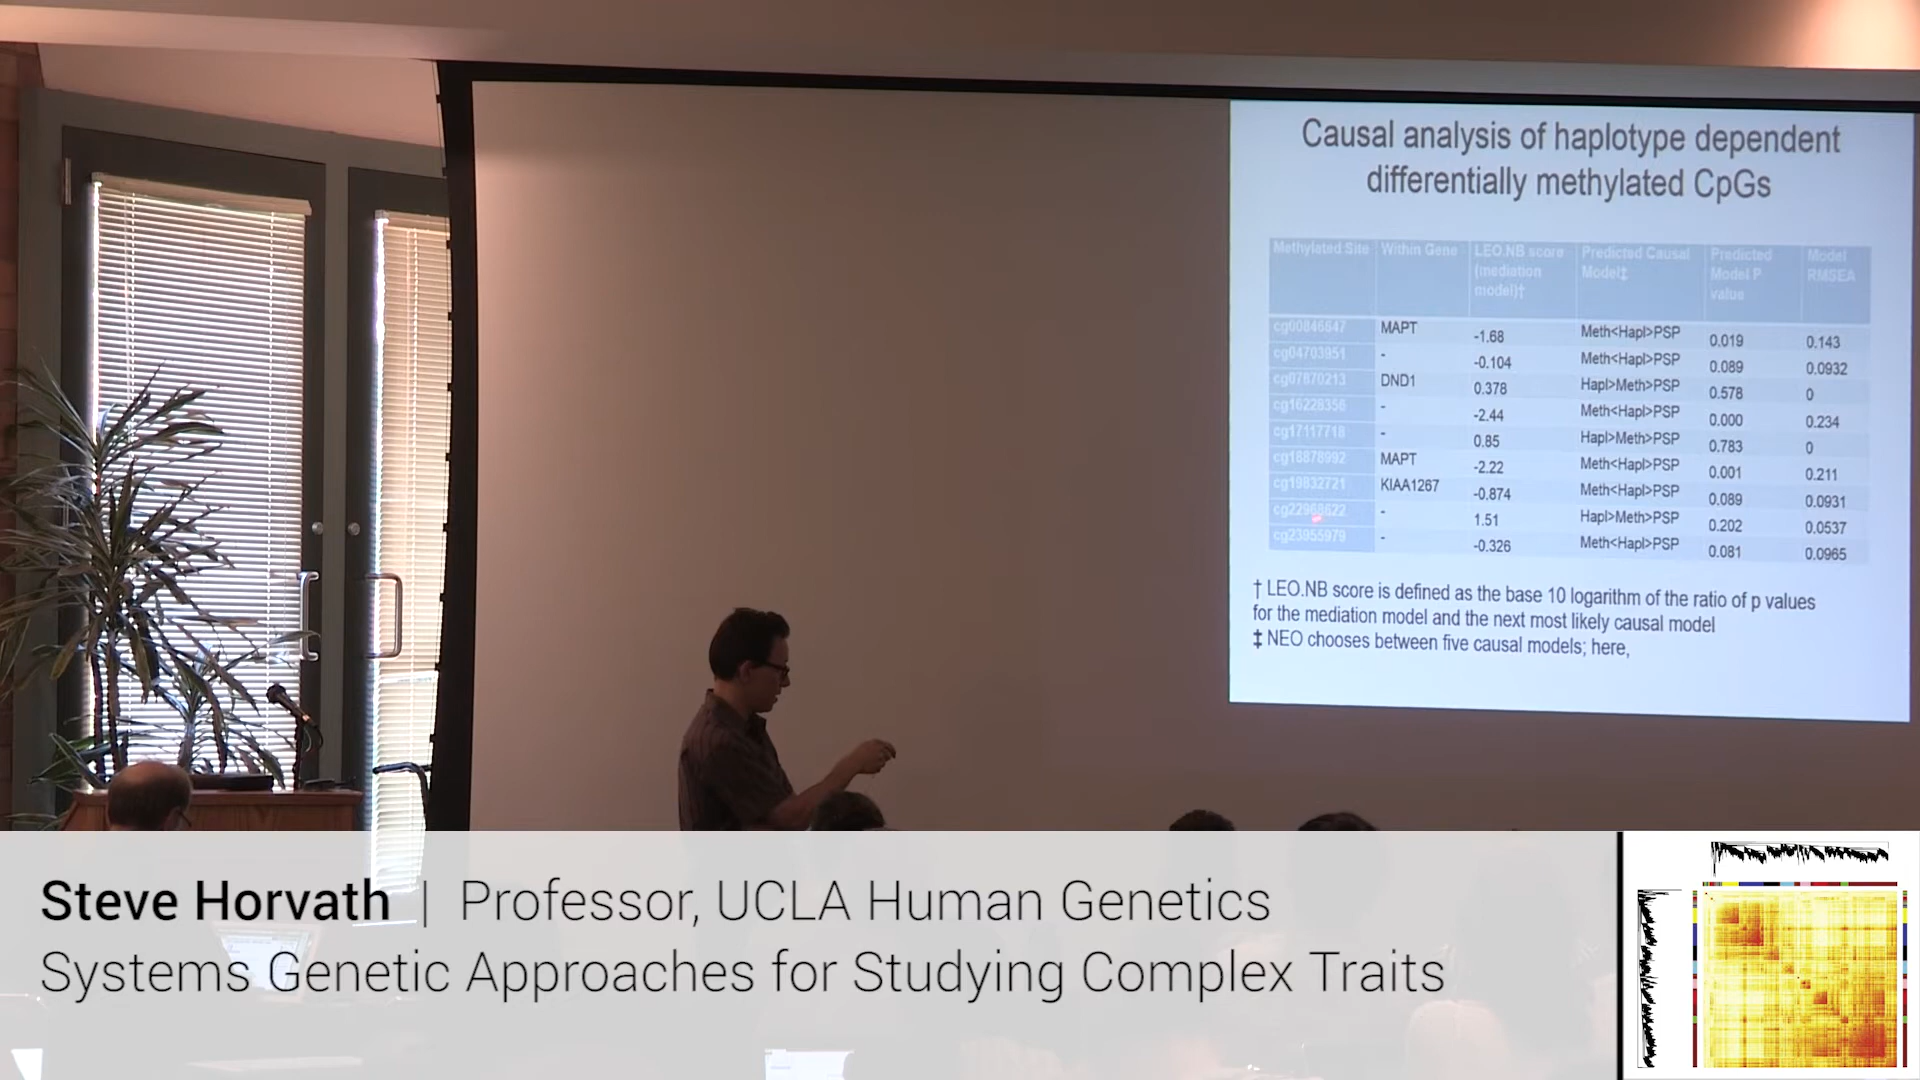 Causal analysis of haplotype dependent
differentially methylated CpGs
Methylated Site Within Gene LEO.NB score (mediation model)† Predicted Causal Model‡ Predicted Model P value Model RMSEA
cg00846647 MAPT -1.68 Meth<Hapl>PSP 0.019 0.143
cg04703951 - -0.104 Meth<Hapl>PSP 0.089 0.0932
cg07870213 DND1 0.378 Hapl>Meth>PSP 0.578 0
cg16228356 - -2.44 Meth<Hapl>PSP 0.000 0.234
cg17117718 - 0.85 Hapl>Meth>PSP 0.783 0
cg18878992 MAPT -2.22 Meth<Hapl>PSP 0.001 0.211
cg19832721 KIAA1267 -0.874 Meth<Hapl>PSP 0.089 0.0931
cg22968622 - 1.51 Hapl>Meth>PSP 0.202 0.0537
cg23955979 - -0.326 Meth<Hapl>PSP 0.081 0.0965
† LEO.NB score is defined as the base 10 logarithm of the ratio of p values
for the mediation model and the next most likely causal model
‡ NEO chooses between five causal models; here,
Steve Horvath | Professor, UCLA Human Genetics
Systems Genetic Approaches for Studying Complex Traits